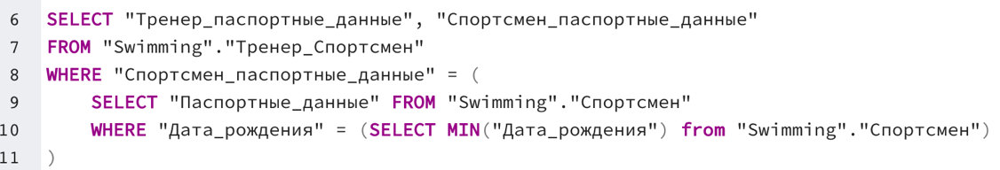 6 SELECT "Тренер_паспортные_данные", "Спортсмен_паспортные_данные"
7 FROM "Swimming"."Тренер_Спортсмен"
8 WHERE "Спортсмен_паспортные_данные" = (
9     SELECT "Паспортные_данные" FROM "Swimming"."Спортсмен"
10     WHERE "Дата_рождения" = (SELECT MIN("Дата_рождения") from "Swimming"."Спортсмен")
11 )